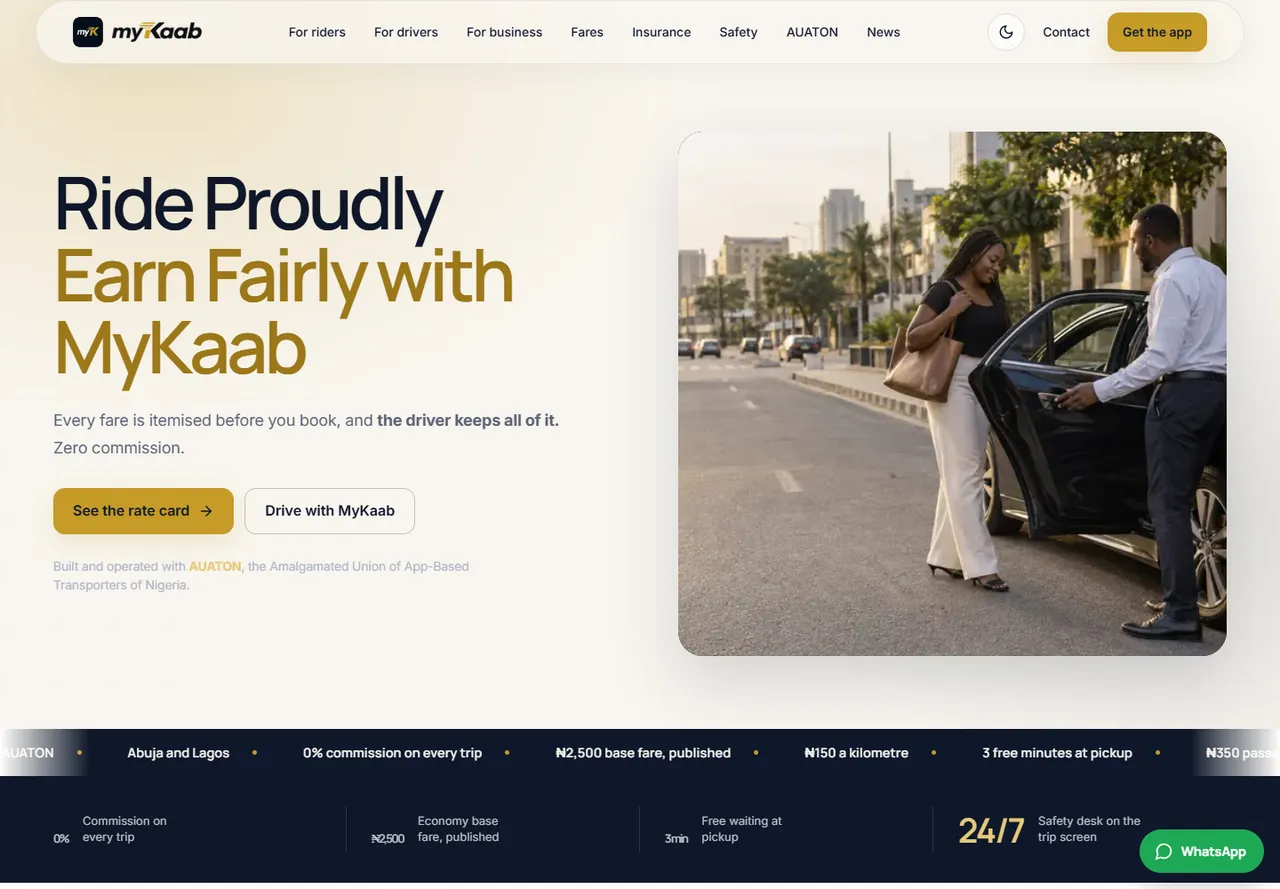 my K myKaab For riders For drivers For business Fares Insurance Safety AUATON News Contact Get the app
Ride Proudly
Earn Fairly with
MyKaab
Every fare is itemised before you book, and the driver keeps all of it.
Zero commission.
See the rate card → Drive with MyKaab
Built and operated with AUATON, the Amalgamated Union of App-Based
Transporters of Nigeria.
AUATON • Abuja and Lagos • 0% commission on every trip • ₦2,500 base fare, published • ₦150 a kilometre • 3 free minutes at pickup • ₦350
0% Commission on
every trip
₦2,500 Economy base
fare, published
3min Free waiting at
pickup
24/7 Safety desk on the
trip screen
WhatsApp